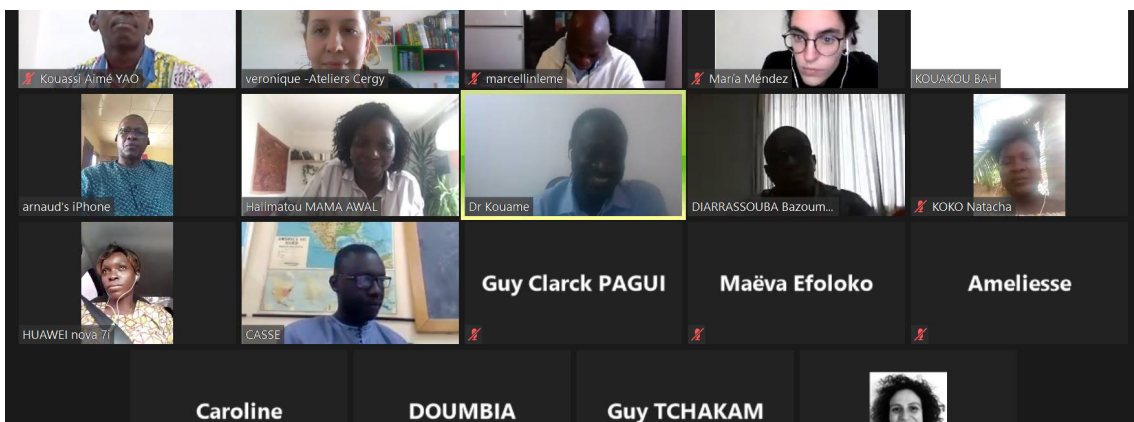 Kouassi Aimé YAO
veronique -Ateliers Cergy
marcellinleme
María Méndez
KOUAKOU BAH
arnaud's iPhone
Halimatou MAMA AWAL
Dr Kouame
DIARRASSOUBA Bazoum...
KOKO Natacha
HUAWEI nova 7i
CASSE
Guy Clarck PAGUI
Maëva Efoloko
Ameliesse
Caroline
DOUMBIA
Guy TCHAKAM